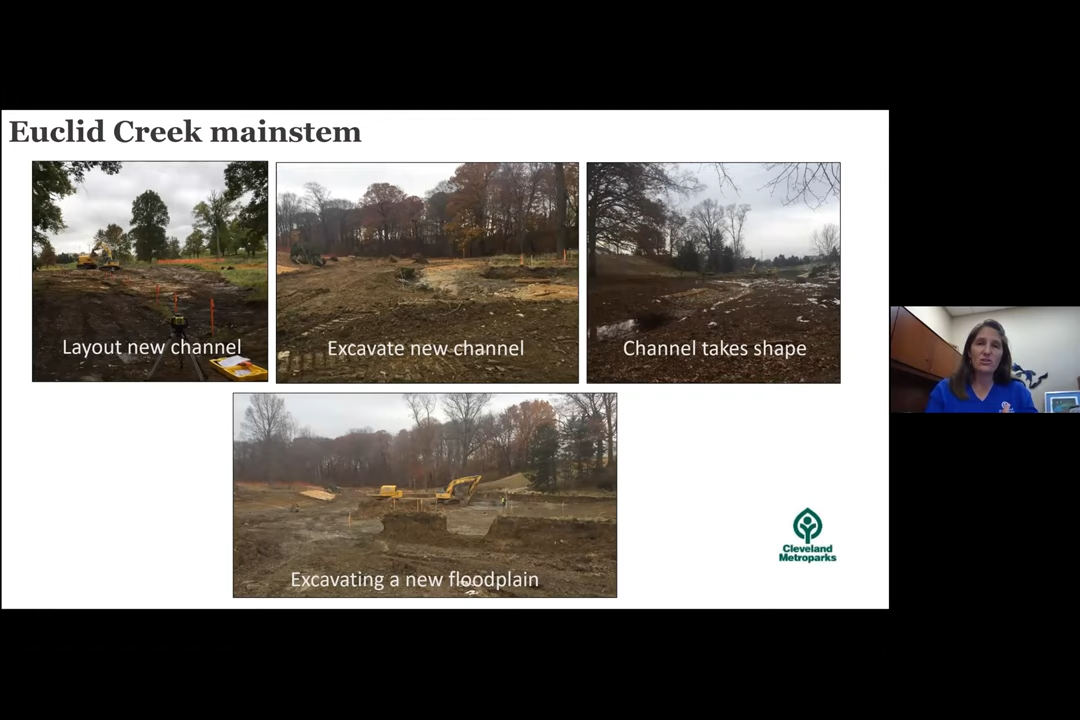 Euclid Creek mainstem
Layout new channel
Excavate new channel
Channel takes shape
Excavating a new floodplain
Cleveland
Metroparks